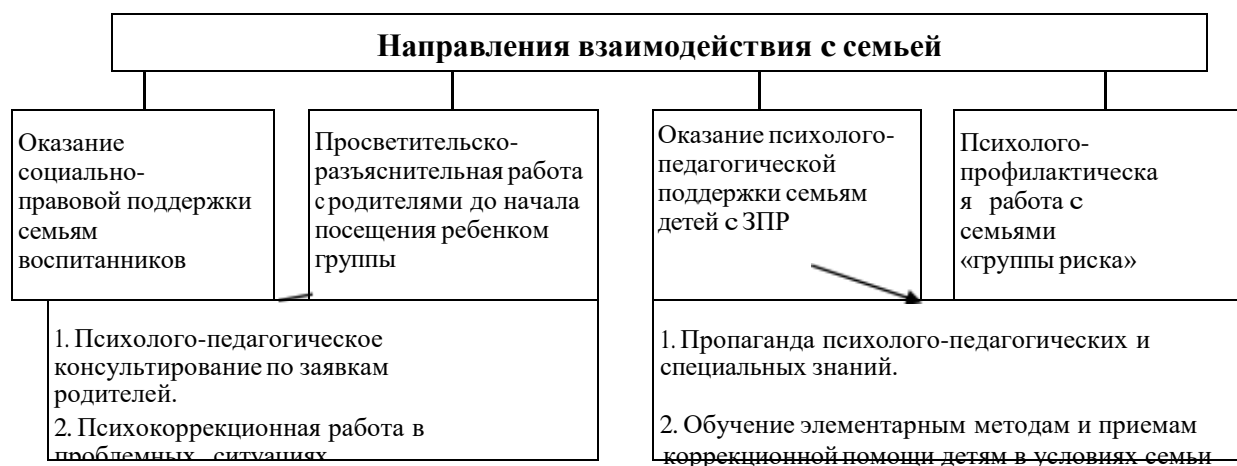 Направления взаимодействия с семьей
Оказание
социально-
правовой поддержки
семьям
воспитанников
Просветительско-
разъяснительная работа
с родителями до начала
посещения ребенком
группы
Оказание психолого-
педагогической
поддержки семьям
детей с ЗПР
Психолого-
профилактическа
я работа с
семьями
«группы риска»
1. Психолого-педагогическое
консультирование по заявкам
родителей.
2. Психокоррекционная работа в
проблемных ситуациях
1. Пропаганда психолого-педагогических и
специальных знаний.
2. Обучение элементарным методам и приемам
коррекционной помощи детям в условиях семьи